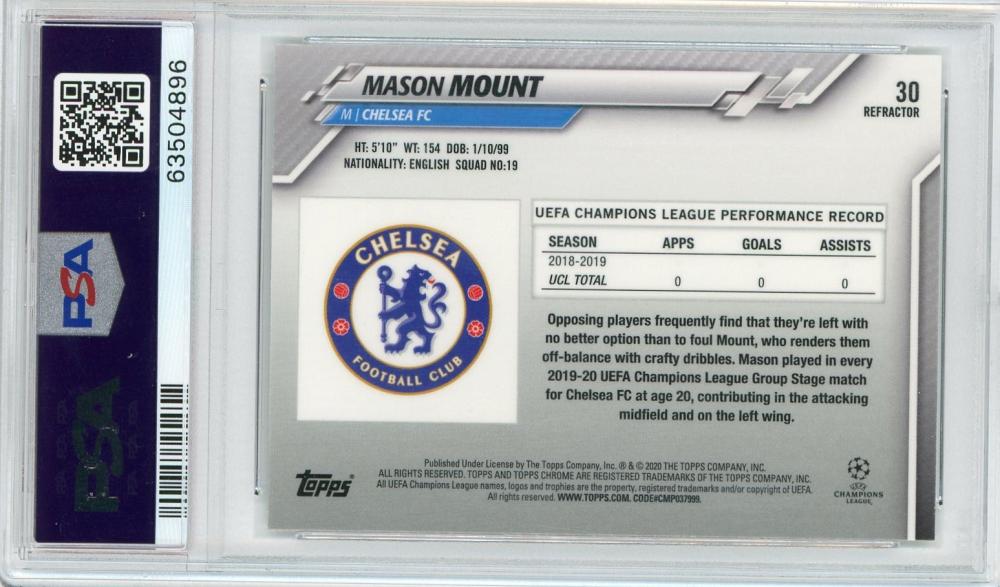 63504896
PSA
PSA
MASON MOUNT
M | CHELSEA FC
30
REFRACTOR
HT: 5'10" WT: 154 DOB: 1/10/99
NATIONALITY: ENGLISH SQUAD NO:19
CHELSEA
FOOTBALL CLUB
UEFA CHAMPIONS LEAGUE PERFORMANCE RECORD
SEASON APPS GOALS ASSISTS
2018-2019
UCL TOTAL 0 0 0
Opposing players frequently find that they're left with
no better option than to foul Mount, who renders them
off-balance with crafty dribbles. Mason played in every
2019-20 UEFA Champions League Group Stage match
for Chelsea FC at age 20, contributing in the attacking
midfield and on the left wing.
Topps®
Published Under License by The Topps Company, Inc. ® & © 2020 THE TOPPS COMPANY, INC.
ALL RIGHTS RESERVED. TOPPS AND TOPPS CHROME ARE REGISTERED TRADEMARKS OF THE TOPPS COMPANY, INC.
All UEFA Champions League names, logos and trophies are the property, registered trademarks and/or copyright of UEFA.
All rights reserved. WWW.TOPPS.COM. CODE#CMP037999.
CHAMPIONS
LEAGUE